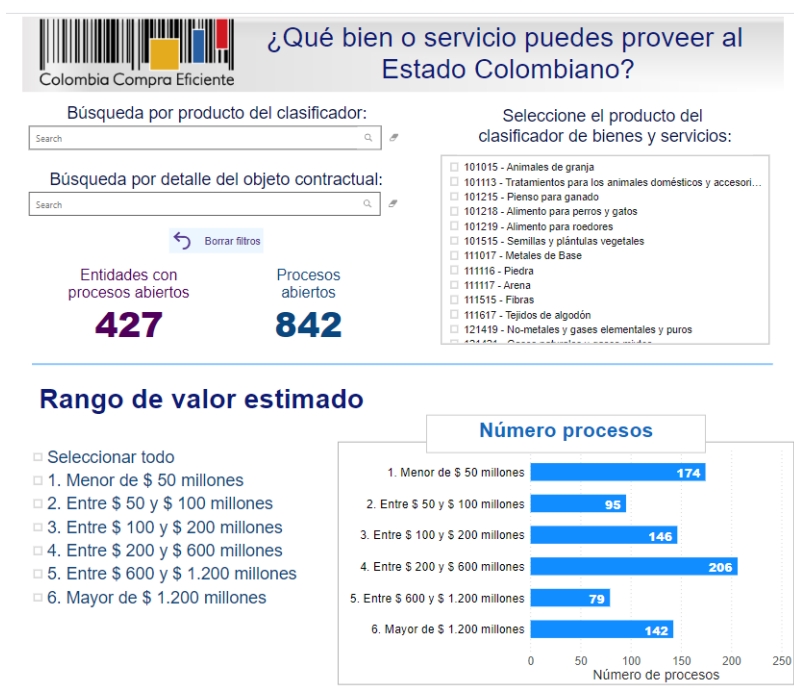 Colombia Compra Eficiente
¿Qué bien o servicio puedes proveer al
Estado Colombiano?
Búsqueda por producto del clasificador:
Search
Búsqueda por detalle del objeto contractual:
Search
Borrar filtros
Entidades con
procesos abiertos
427
Procesos
abiertos
842
Seleccione el producto del
clasificador de bienes y servicios:
101015 - Animales de granja
101113 - Tratamientos para los animales domésticos y accesori...
101215 - Pienso para ganado
101218 - Alimento para perros y gatos
101219 - Alimento para roedores
101515 - Semillas y plántulas vegetales
111017 - Metales de Base
111116 - Piedra
111117 - Arena
111515 - Fibras
111617 - Tejidos de algodón
121419 - No-metales y gases elementales y puros
Rango de valor estimado
Seleccionar todo
1. Menor de $ 50 millones
2. Entre $ 50 y $ 100 millones
3. Entre $ 100 y $ 200 millones
4. Entre $ 200 y $ 600 millones
5. Entre $ 600 y $ 1.200 millones
6. Mayor de $ 1.200 millones
Número procesos
1. Menor de $ 50 millones 174
2. Entre $ 50 y $ 100 millones 95
3. Entre $ 100 y $ 200 millones 146
4. Entre $ 200 y $ 600 millones 206
5. Entre $ 600 y $ 1.200 millones 79
6. Mayor de $ 1.200 millones 142
0 50 100 150 200 250
Número de procesos